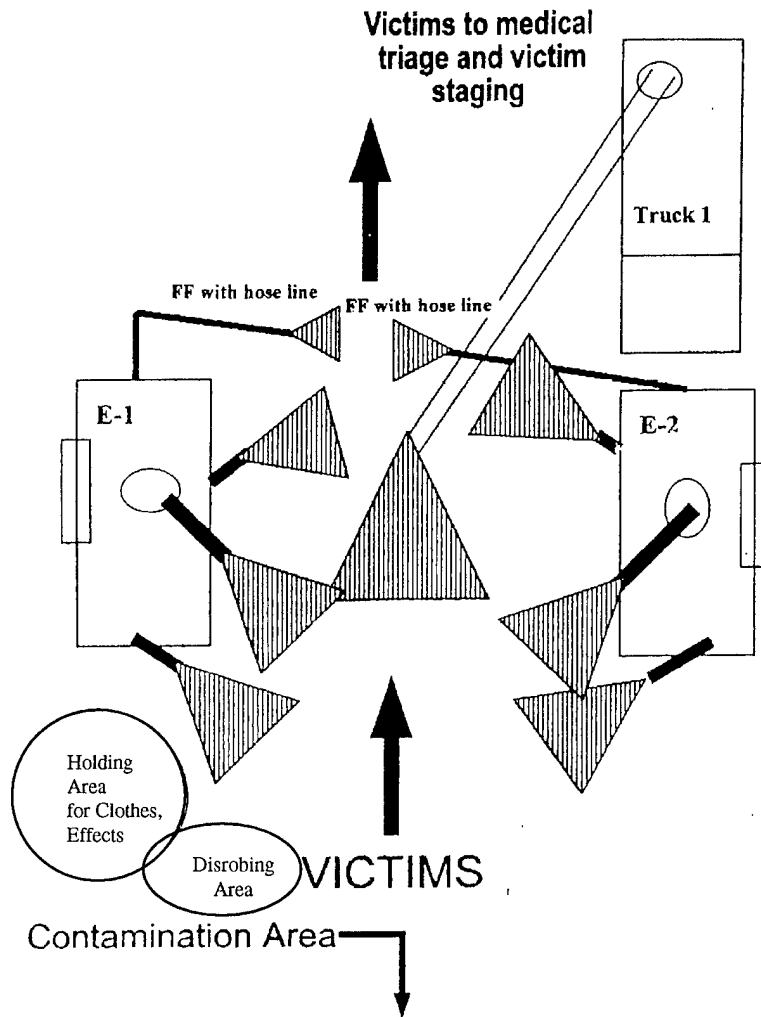 Victims to medical
triage and victim
staging
Truck 1
FF with hose line
FF with hose line
E-1
E-2
Holding
Area
for Clothes,
Effects
Disrobing
Area
VICTIMS
Contamination Area